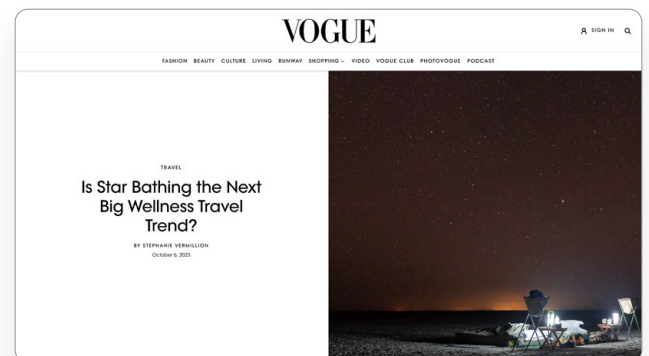 VOGUE
SIGN IN
FASHION BEAUTY CULTURE LIVING RUNWAY SHOPPING VIDEO VOGUE CLUB PHOTOVOGUE PODCAST
TRAVEL
Is Star Bathing the Next
Big Wellness Travel
Trend?
BY STEPHANIE VERMILLION
October 6, 2023